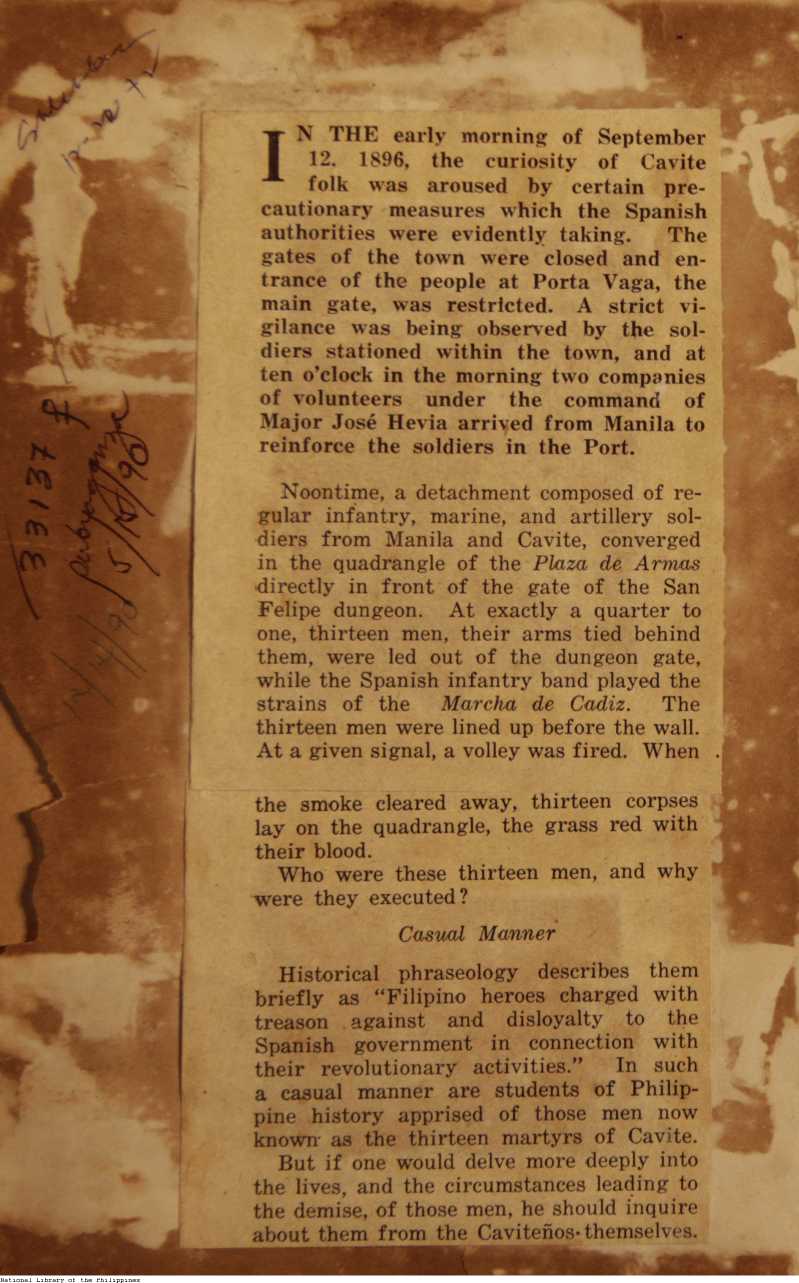 33137
5/12/90
IN THE early morning of September
12, 1896, the curiosity of Cavite
folk was aroused by certain pre-
cautionary measures which the Spanish
authorities were evidently taking. The
gates of the town were closed and en-
trance of the people at Porta Vaga, the
main gate, was restricted. A strict vi-
gilance was being observed by the sol-
diers stationed within the town, and at
ten o'clock in the morning two companies
of volunteers under the command of
Major José Hevia arrived from Manila to
reinforce the soldiers in the Port.
Noontime, a detachment composed of re-
gular infantry, marine, and artillery sol-
diers from Manila and Cavite, converged
in the quadrangle of the Plaza de Armas
directly in front of the gate of the San
Felipe dungeon. At exactly a quarter to
one, thirteen men, their arms tied behind
them, were led out of the dungeon gate,
while the Spanish infantry band played the
strains of the Marcha de Cadiz. The
thirteen men were lined up before the wall.
At a given signal, a volley was fired. When
the smoke cleared away, thirteen corpses
lay on the quadrangle, the grass red with
their blood.
Who were these thirteen men, and why
were they executed?
Casual Manner
Historical phraseology describes them
briefly as "Filipino heroes charged with
treason against and disloyalty to the
Spanish government in connection with
their revolutionary activities." In such
a casual manner are students of Philip-
pine history apprised of those men now
known as the thirteen martyrs of Cavite.
But if one would delve more deeply into
the lives, and the circumstances leading to
the demise, of those men, he should inquire
about them from the Caviteños themselves.
National Library of the Philippines